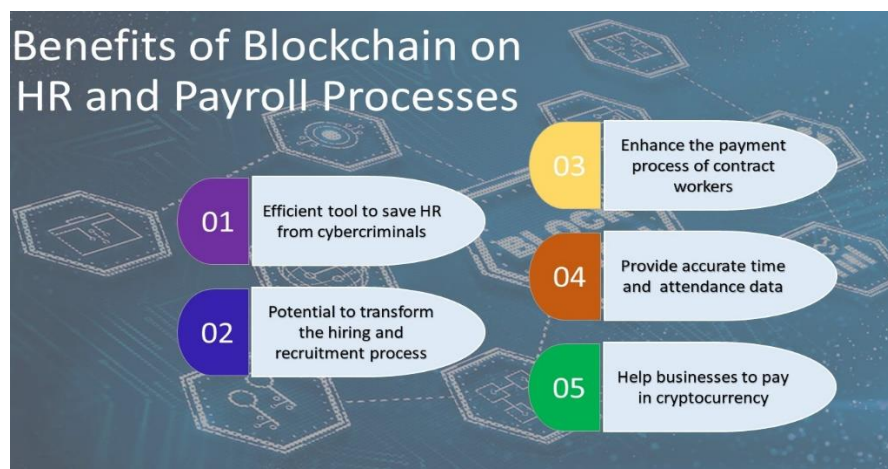 Benefits of Blockchain on
HR and Payroll Processes
01
Efficient tool to save HR
from cybercriminals
02
Potential to transform
the hiring and
recruitment process
03
Enhance the payment
process of contract
workers
04
Provide accurate time
and attendance data
05
Help businesses to pay
in cryptocurrency